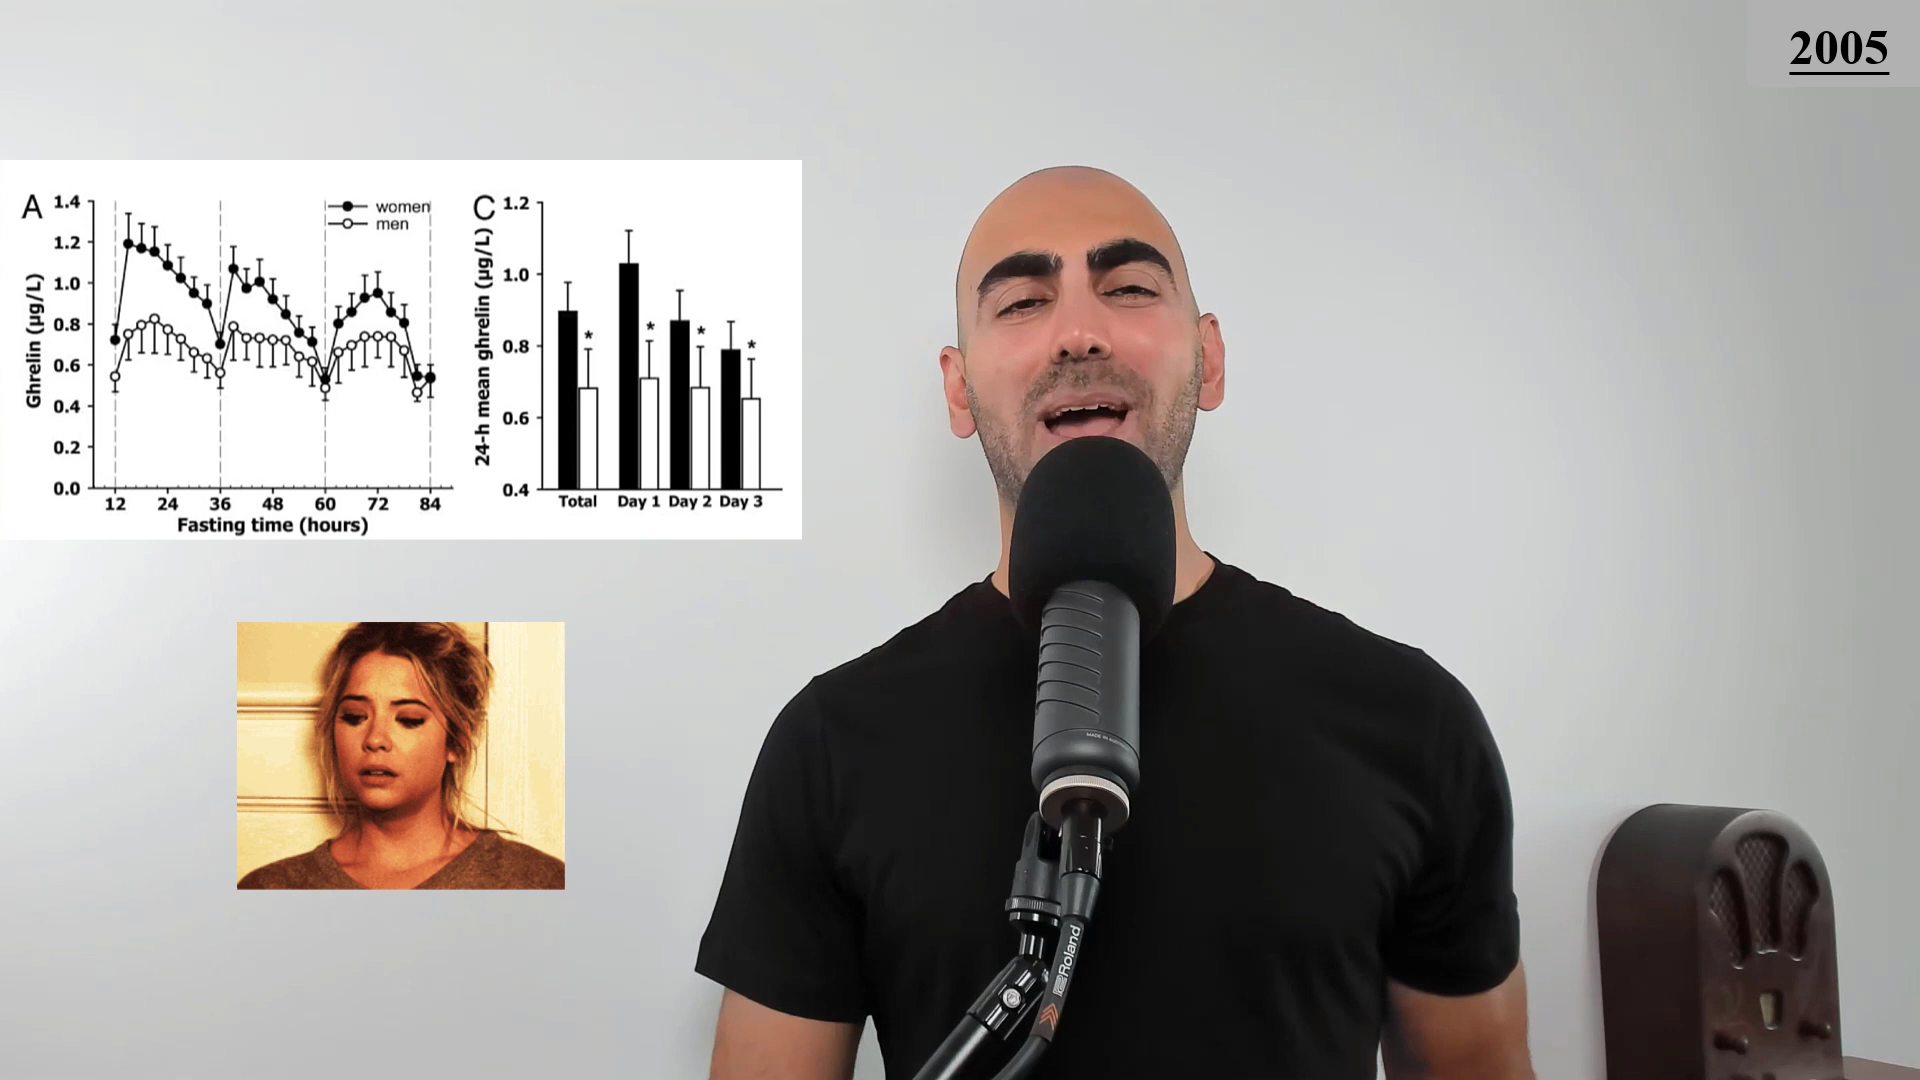 2005
A
1.4
1.2
1.0
0.8
0.6
0.4
0.2
0.0
Ghrelin (µg/L)
women
men
12 24 36 48 60 72 84
Fasting time (hours)
C
1.2
1.0
0.8
0.6
0.4
24-h mean ghrelin (µg/L)
* * * *
Total Day 1 Day 2 Day 3
Roland